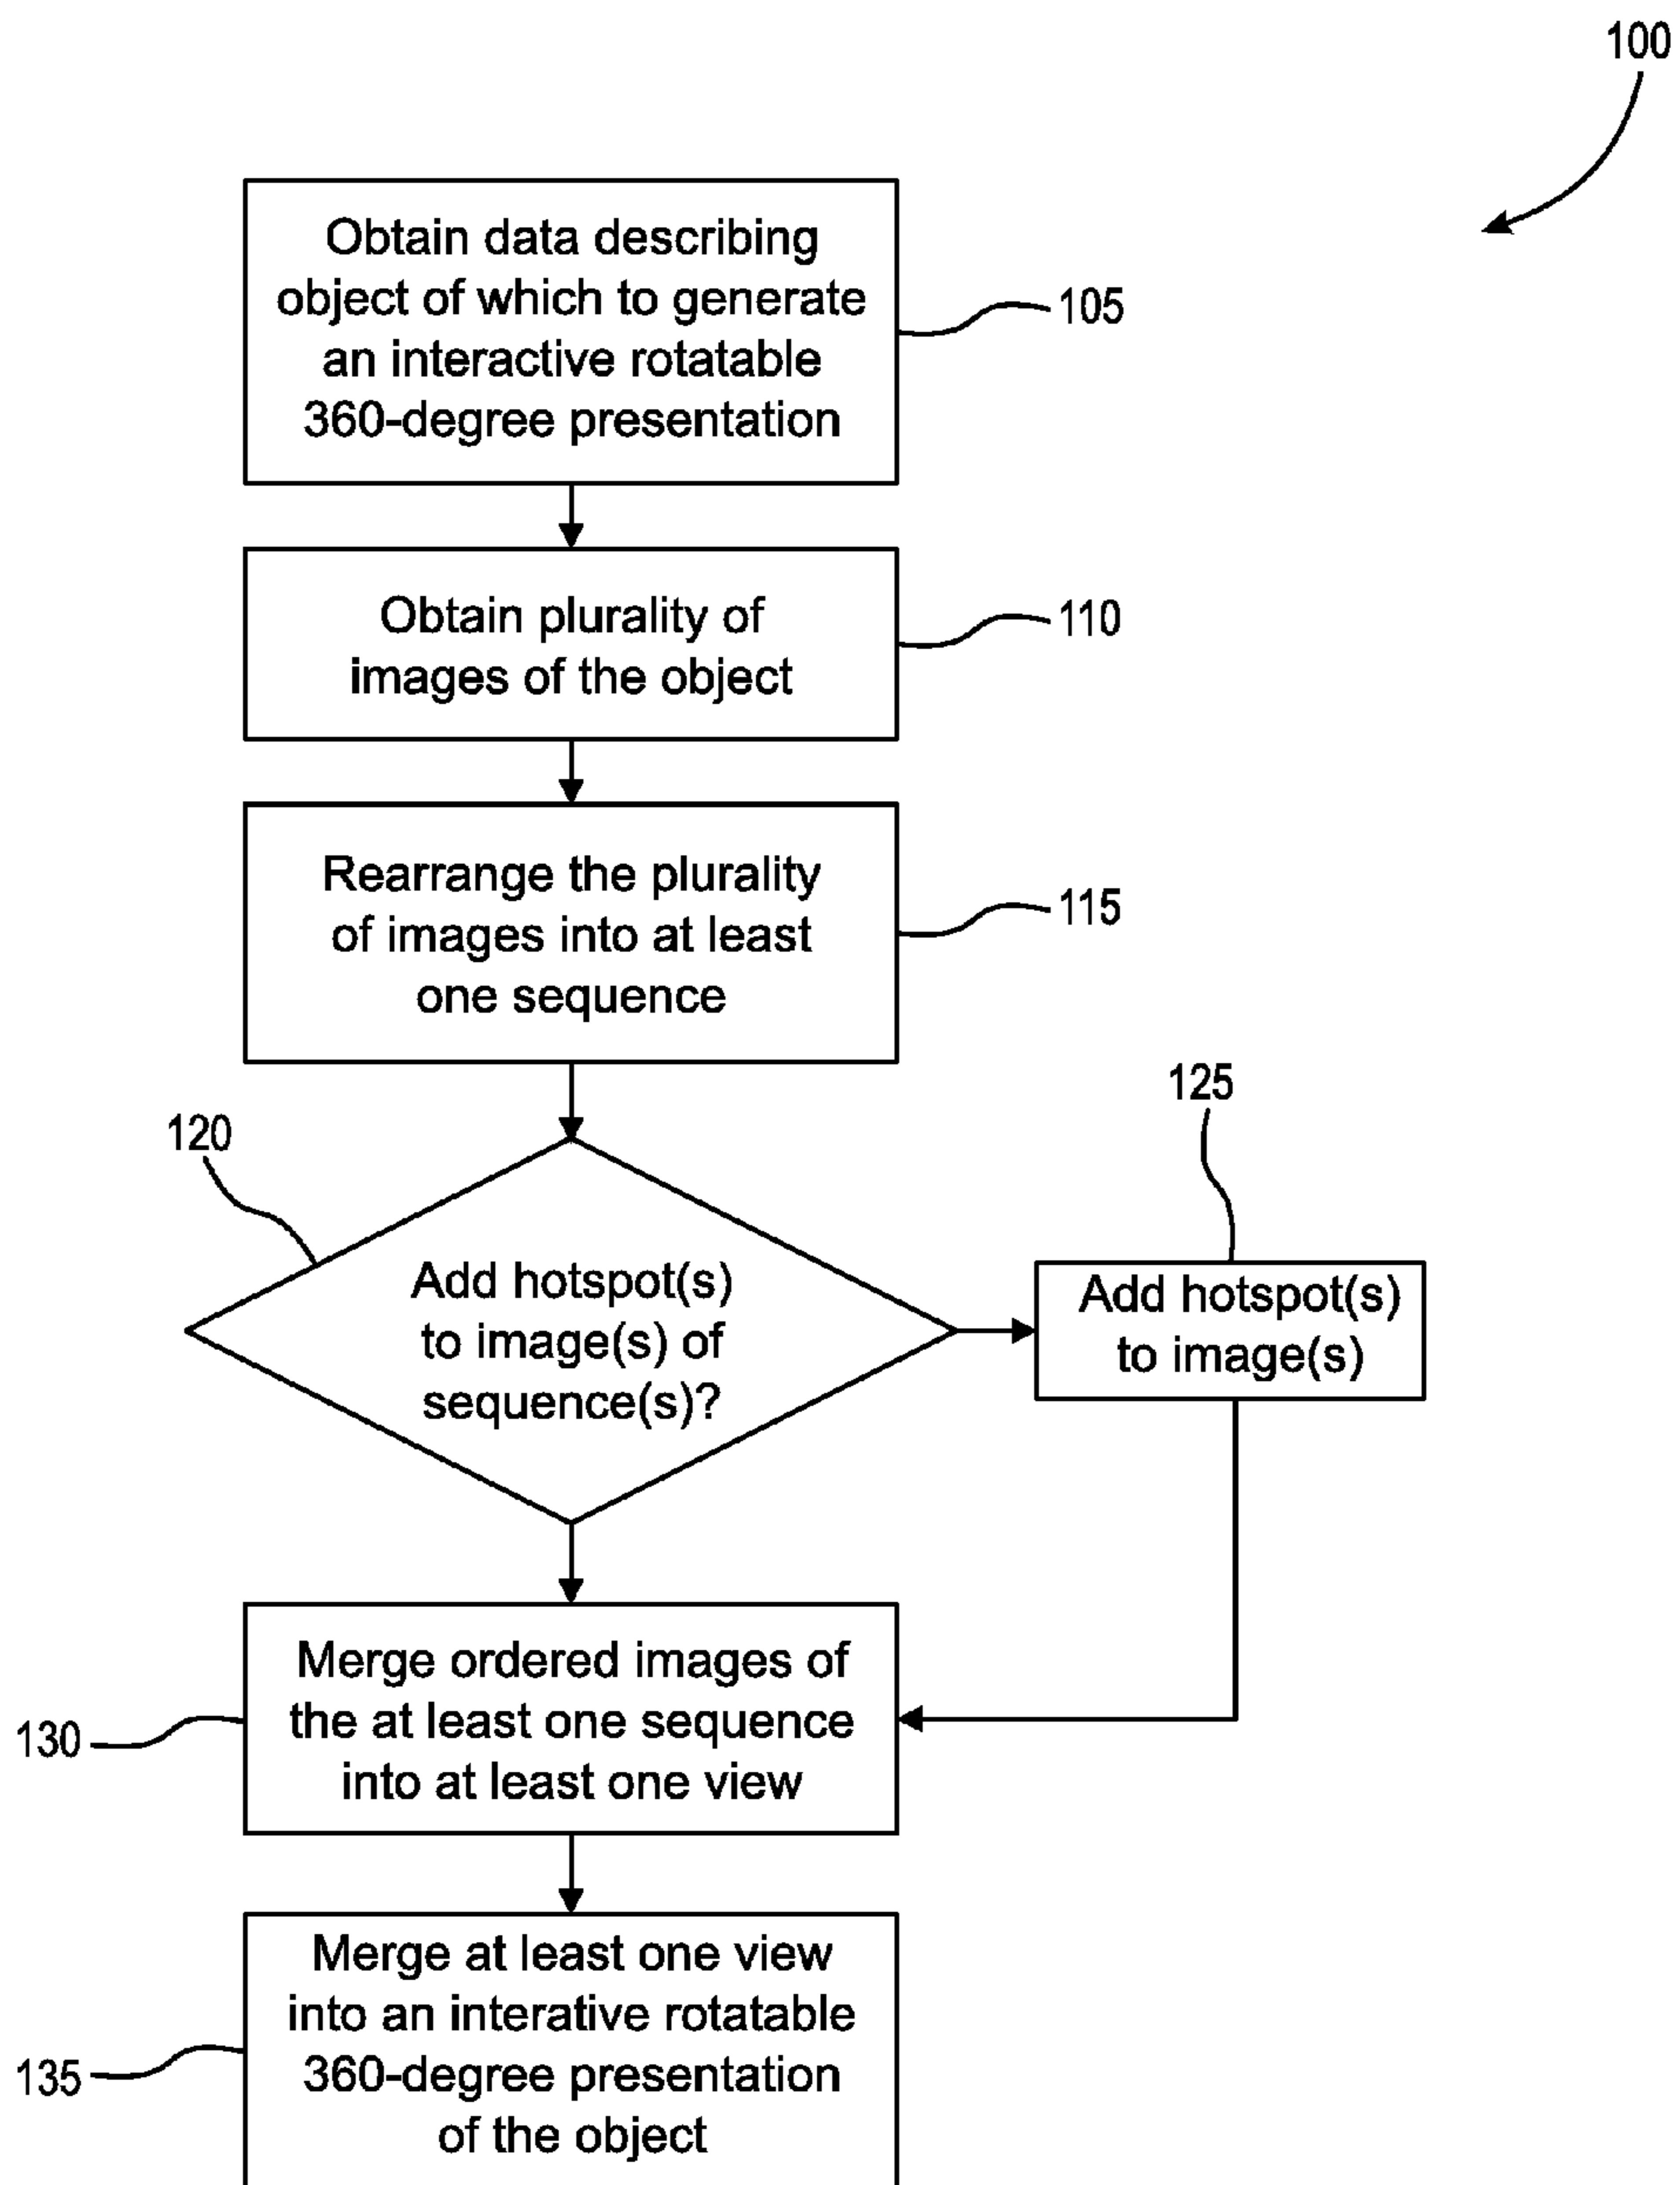 100
Obtain data describing
object of which to generate
an interactive rotatable
360-degree presentation
105
Obtain plurality of
images of the object
110
Rearrange the plurality
of images into at least
one sequence
115
120
Add hotspot(s)
to image(s) of
sequence(s)?
125
Add hotspot(s)
to image(s)
Merge ordered images of
the at least one sequence
into at least one view
130
Merge at least one view
into an interative rotatable
360-degree presentation
of the object
135